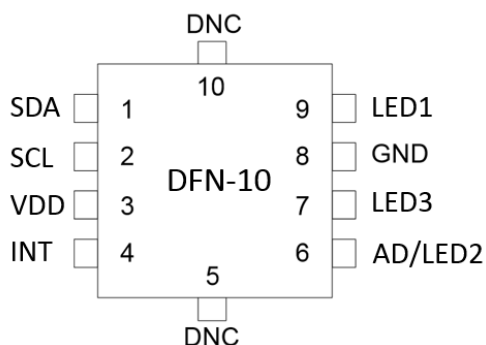 DNC
10
SDA 1 9 LED1
SCL 2 8 GND
DFN-10
VDD 3 7 LED3
INT 4 6 AD/LED2
5
DNC